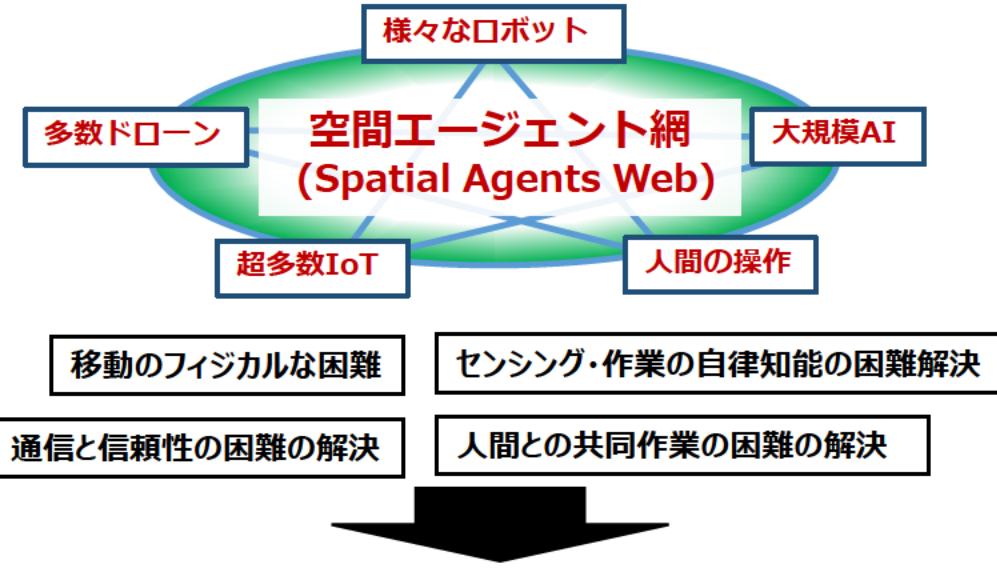 様々なロボット
多数ドローン
空間エージェント網
(Spatial Agents Web)
大規模AI
超多数IoT
人間の操作
移動のフィジカルな困難
センシング・作業の自律知能の困難解決
通信と信頼性の困難の解決
人間との共同作業の困難の解決